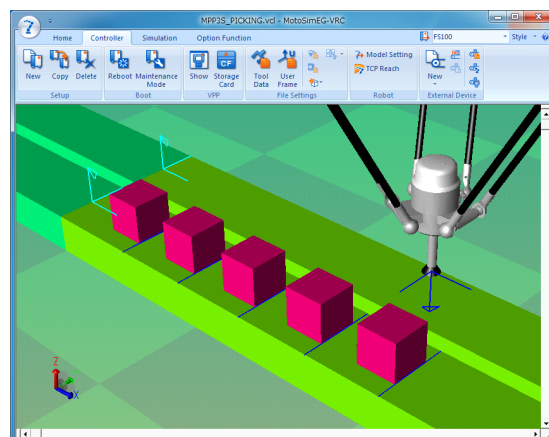 MPP3S_PICKING.vcl - MotoSimEG-VRC
Home Controller Simulation Option Function FS100 Style
New Copy Delete Reboot Maintenance Mode Show Storage Card Tool Data User Frame Model Setting TCP Reach New
CF
Setup Boot VPP File Settings Robot External Device
Z
X